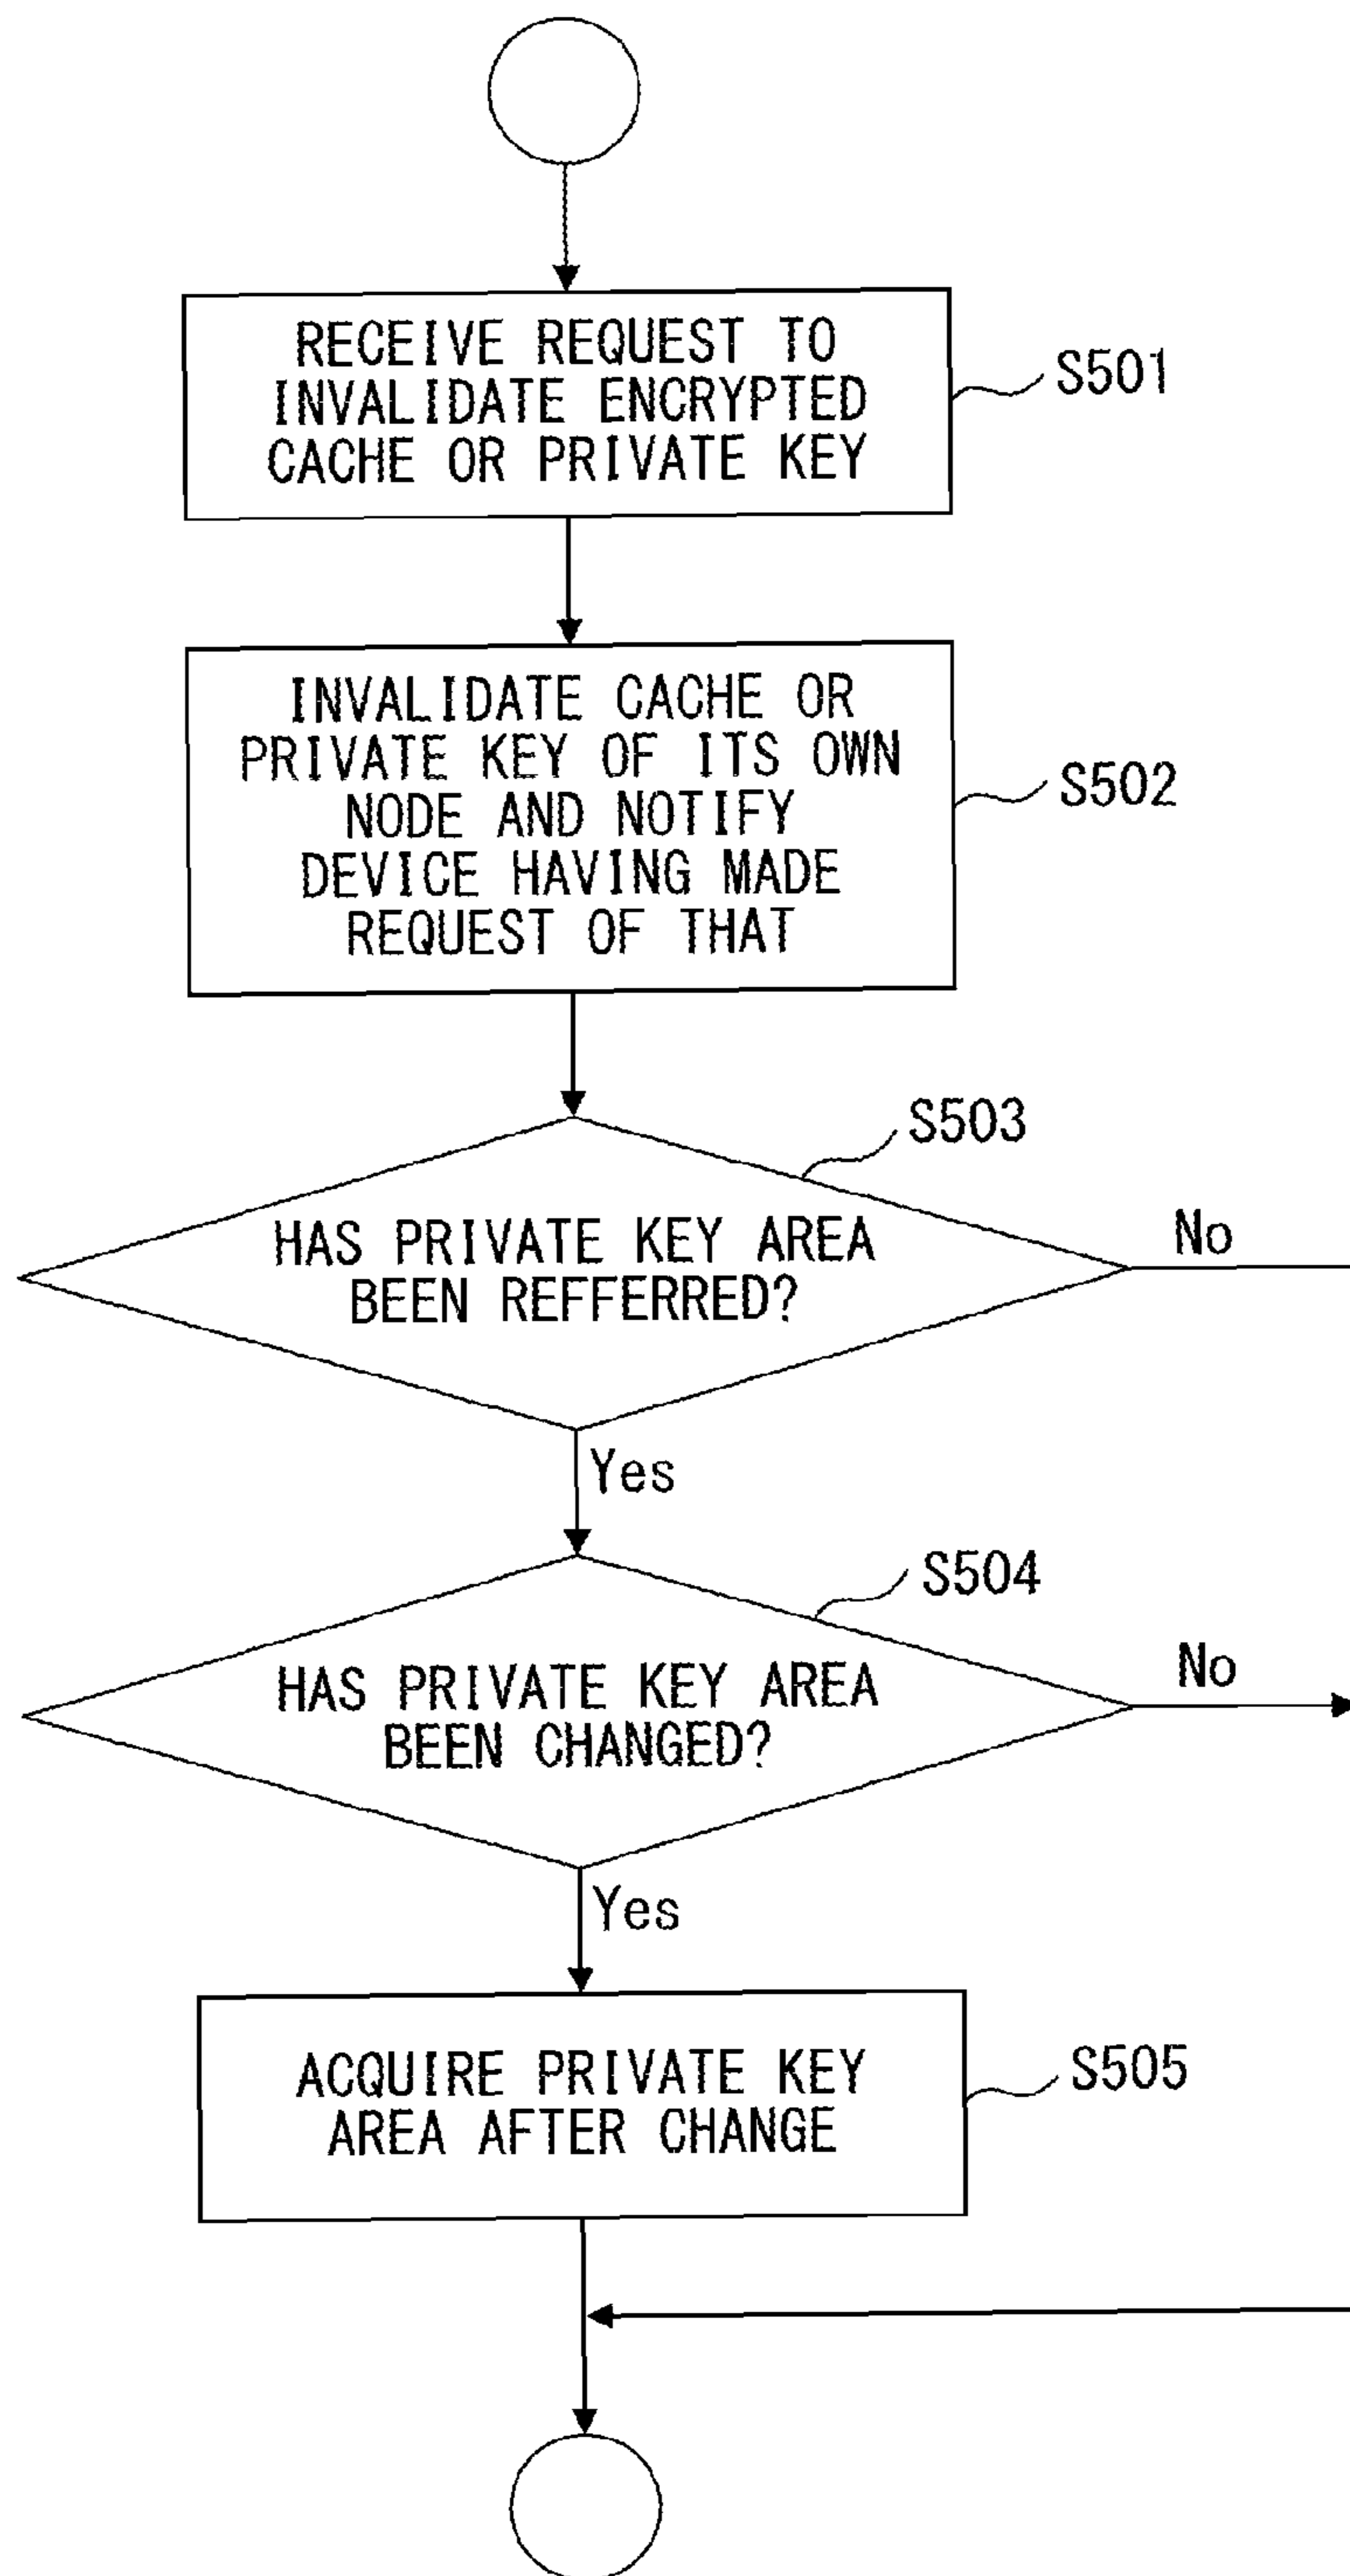 RECEIVE REQUEST TO
INVALIDATE ENCRYPTED
CACHE OR PRIVATE KEY
S501
INVALIDATE CACHE OR
PRIVATE KEY OF ITS OWN
NODE AND NOTIFY
DEVICE HAVING MADE
REQUEST OF THAT
S502
S503
HAS PRIVATE KEY AREA
BEEN REFFERRED?
No
Yes
S504
HAS PRIVATE KEY AREA
BEEN CHANGED?
No
Yes
ACQUIRE PRIVATE KEY
AREA AFTER CHANGE
S505